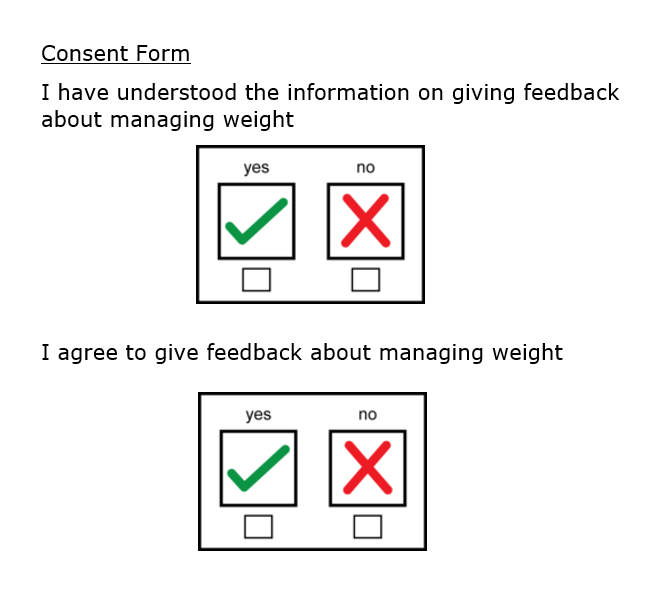 Consent Form
I have understood the information on giving feedback
about managing weight
yes no
I agree to give feedback about managing weight
yes no